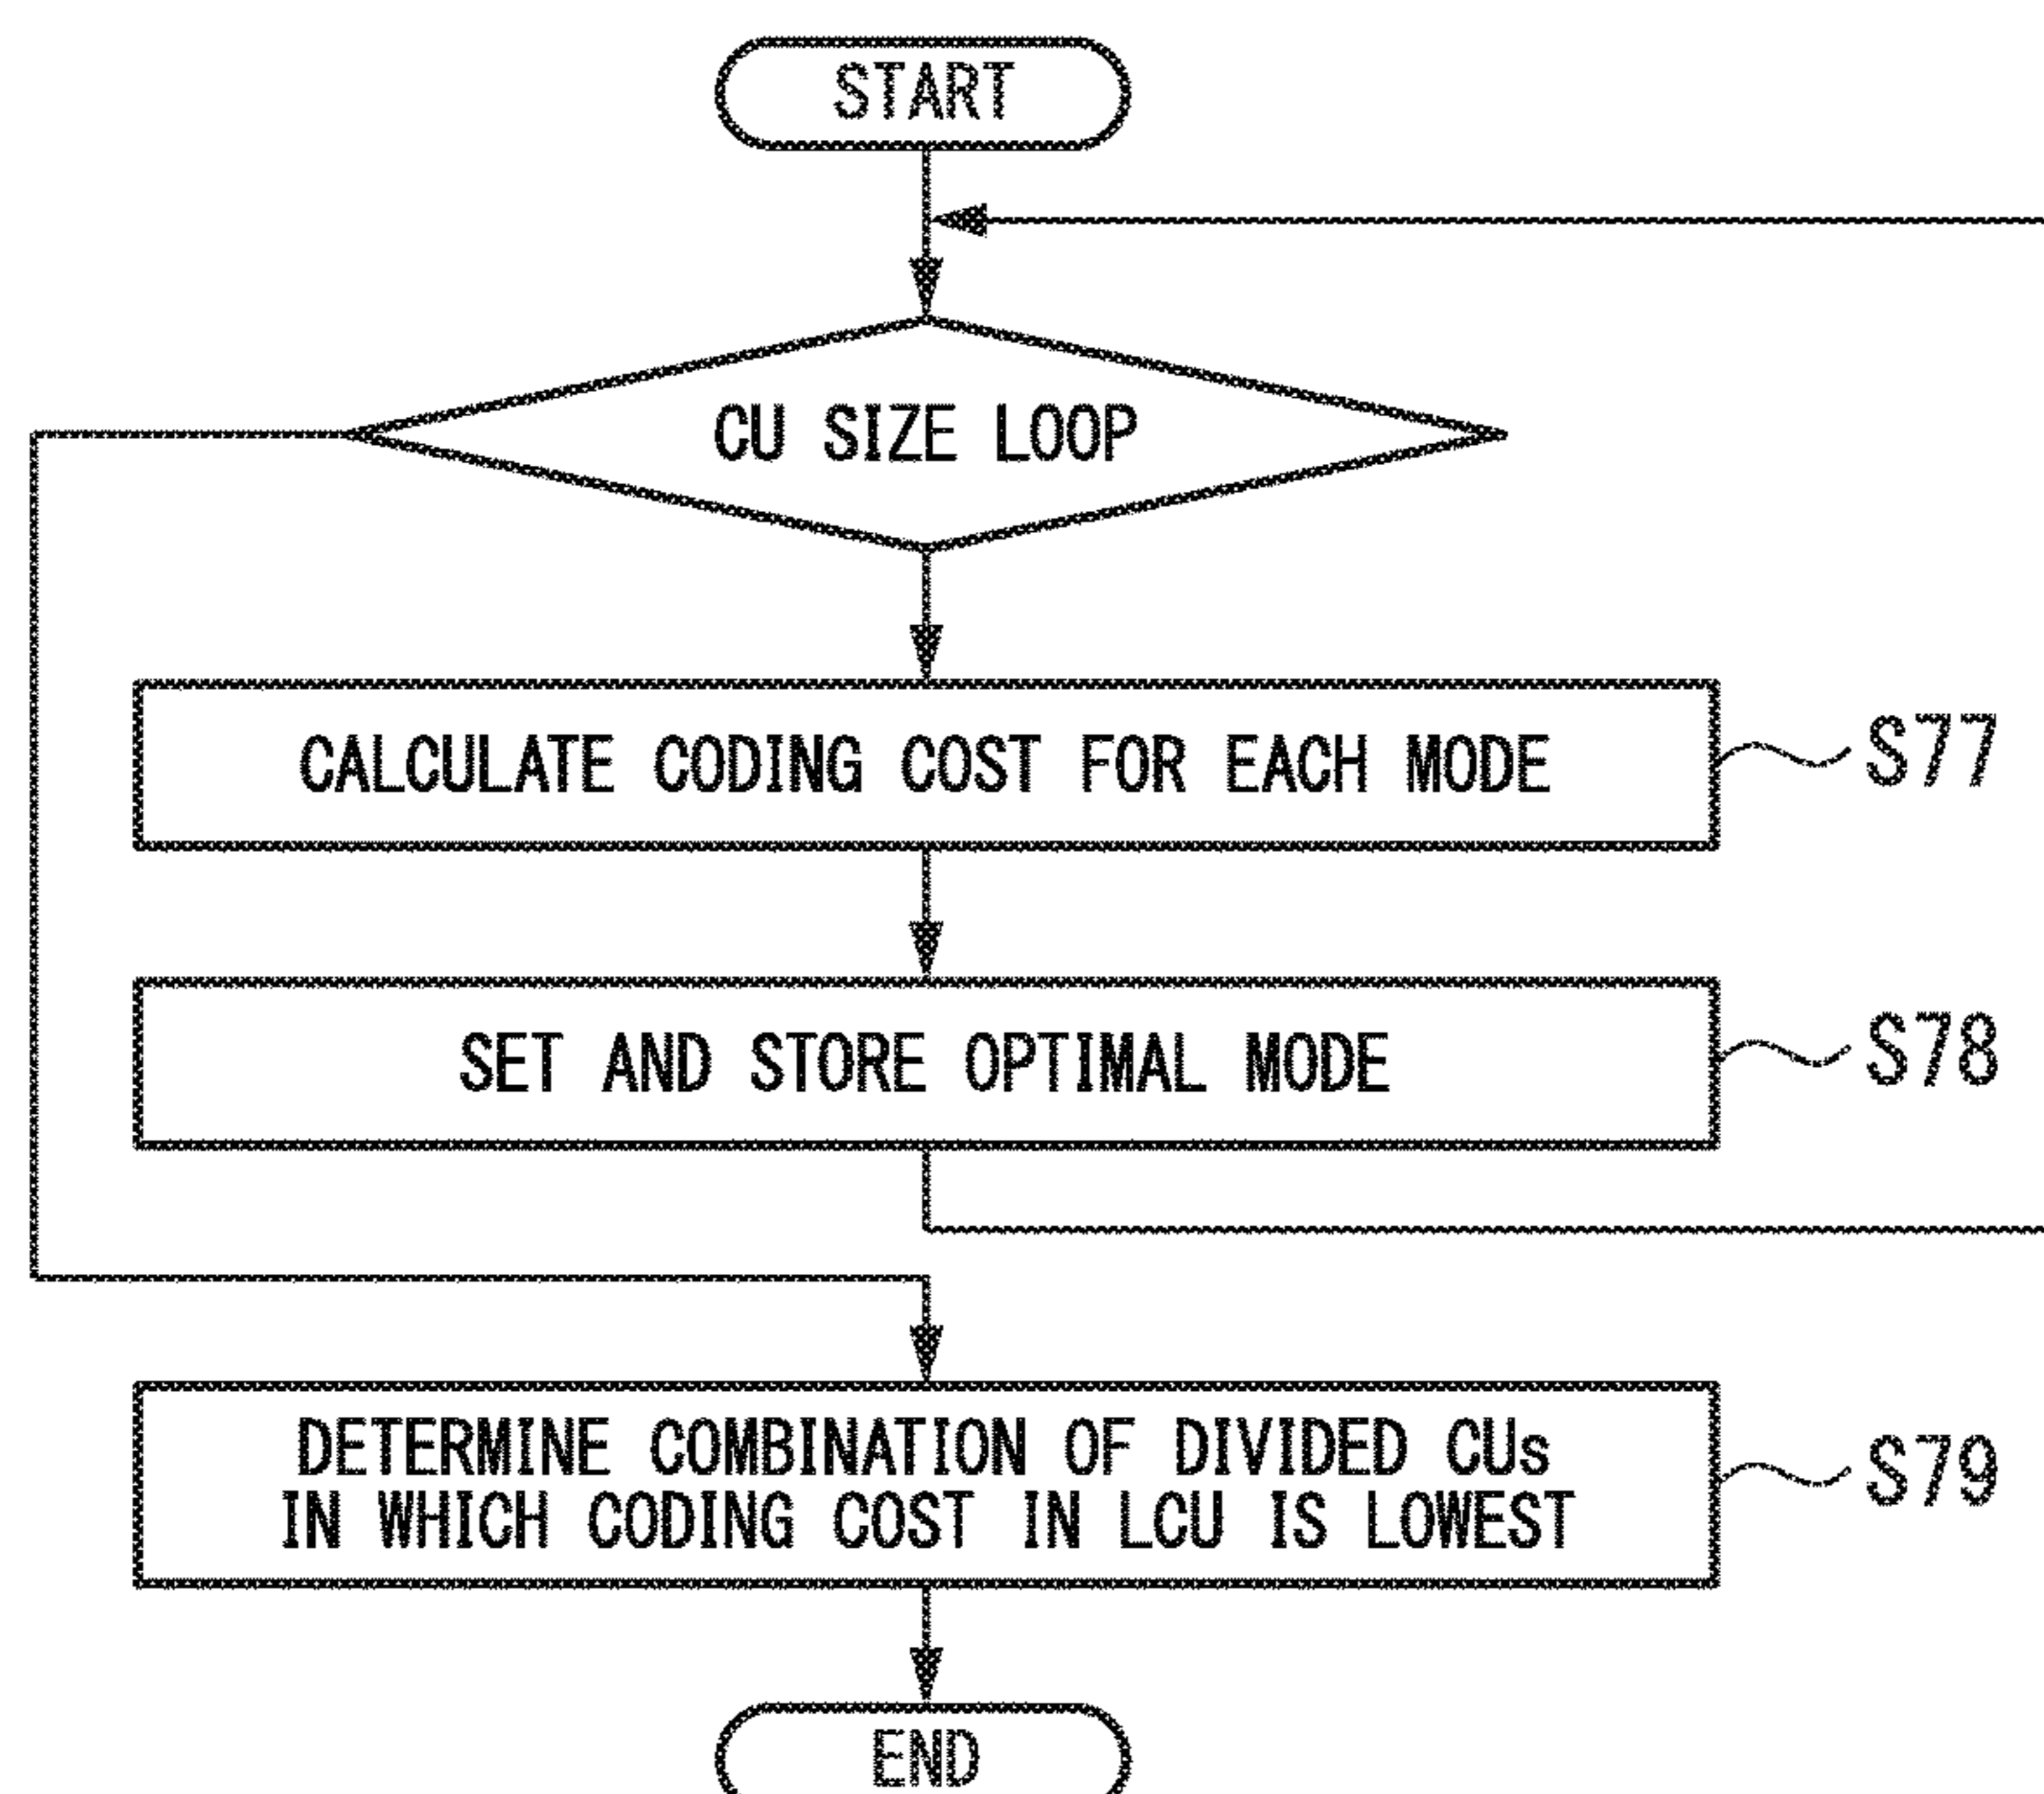 START
CU SIZE LOOP
CALCULATE CODING COST FOR EACH MODE
S77
SET AND STORE OPTIMAL MODE
S78
DETERMINE COMBINATION OF DIVIDED CUs
IN WHICH CODING COST IN LCU IS LOWEST
S79
END